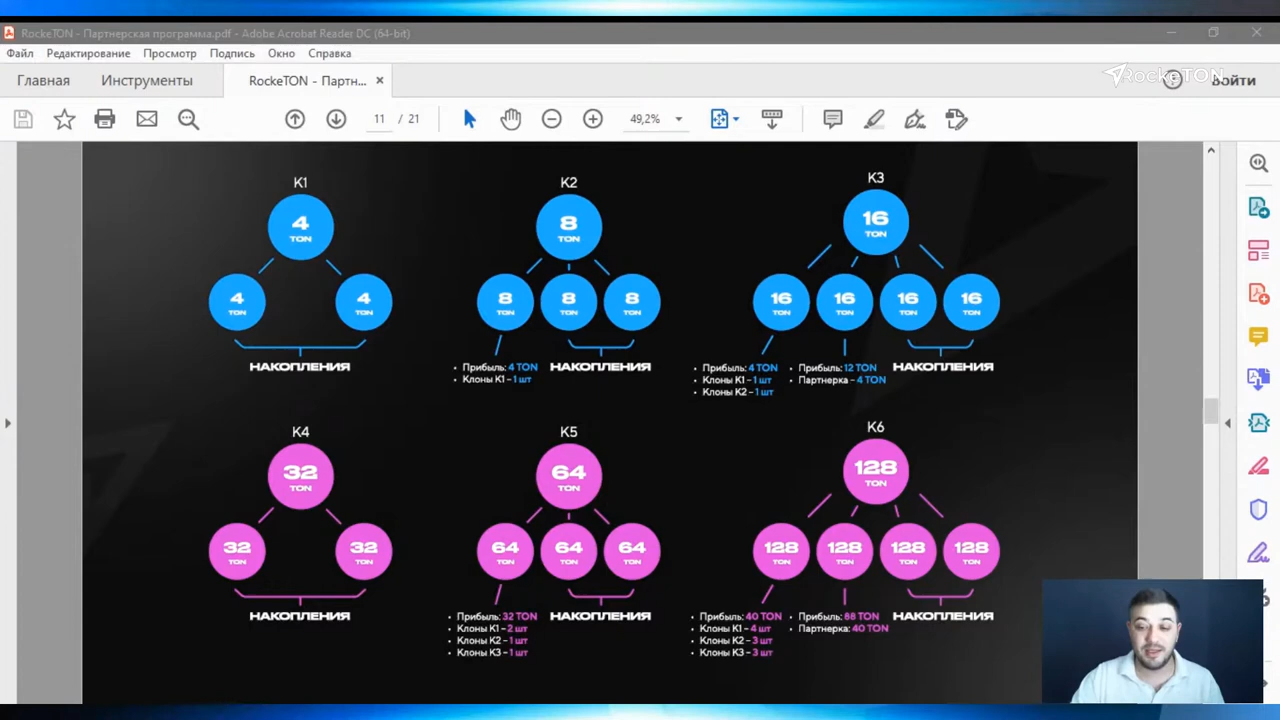 RockeTON - Партнерская программа.pdf - Adobe Acrobat Reader DC (64-bit)
Файл Редактирование Просмотр Подпись Окно Справка
Главная Инструменты RockeTON - Партн... × RockeTON Войти
11 / 21 49,2%
K1 K2 K3
4 TON 8 TON 16 TON
4 TON 4 TON 8 TON 8 TON 8 TON 16 TON 16 TON 16 TON 16 TON
НАКОПЛЕНИЯ
• Прибыль: 4 TON
• Клоны K1 – 1 шт
НАКОПЛЕНИЯ
• Прибыль: 4 TON
• Клоны K1 – 1 шт
• Клоны K2 – 1 шт
• Прибыль: 12 TON
• Партнерка – 4 TON
НАКОПЛЕНИЯ
K4 K5 K6
32 TON 64 TON 128 TON
32 TON 32 TON 64 TON 64 TON 64 TON 128 TON 128 TON 128 TON 128 TON
НАКОПЛЕНИЯ
• Прибыль: 32 TON
• Клоны K1 – 2 шт
• Клоны K2 – 1 шт
• Клоны K3 – 1 шт
НАКОПЛЕНИЯ
• Прибыль: 40 TON
• Клоны K1 – 4 шт
• Клоны K2 – 3 шт
• Клоны K3 – 3 шт
• Прибыль: 88 TON
• Партнерка: 40 TON
НАКОПЛЕНИЯ